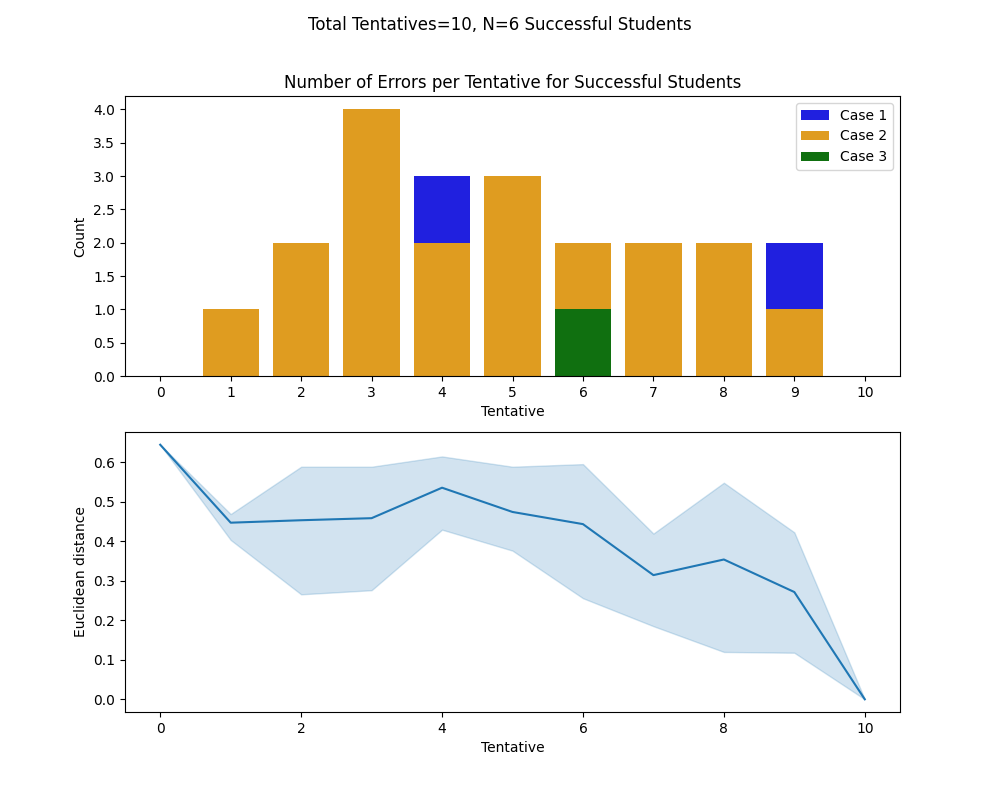 Total Tentatives=10, N=6 Successful Students
Number of Errors per Tentative for Successful Students
4.0
3.5
3.0
2.5
2.0
1.5
1.0
0.5
0.0
Count
Case 1
Case 2
Case 3
0 1 2 3 4 5 6 7 8 9 10
Tentative
0.6
0.5
0.4
0.3
0.2
0.1
0.0
Euclidean distance
0 2 4 6 8 10
Tentative